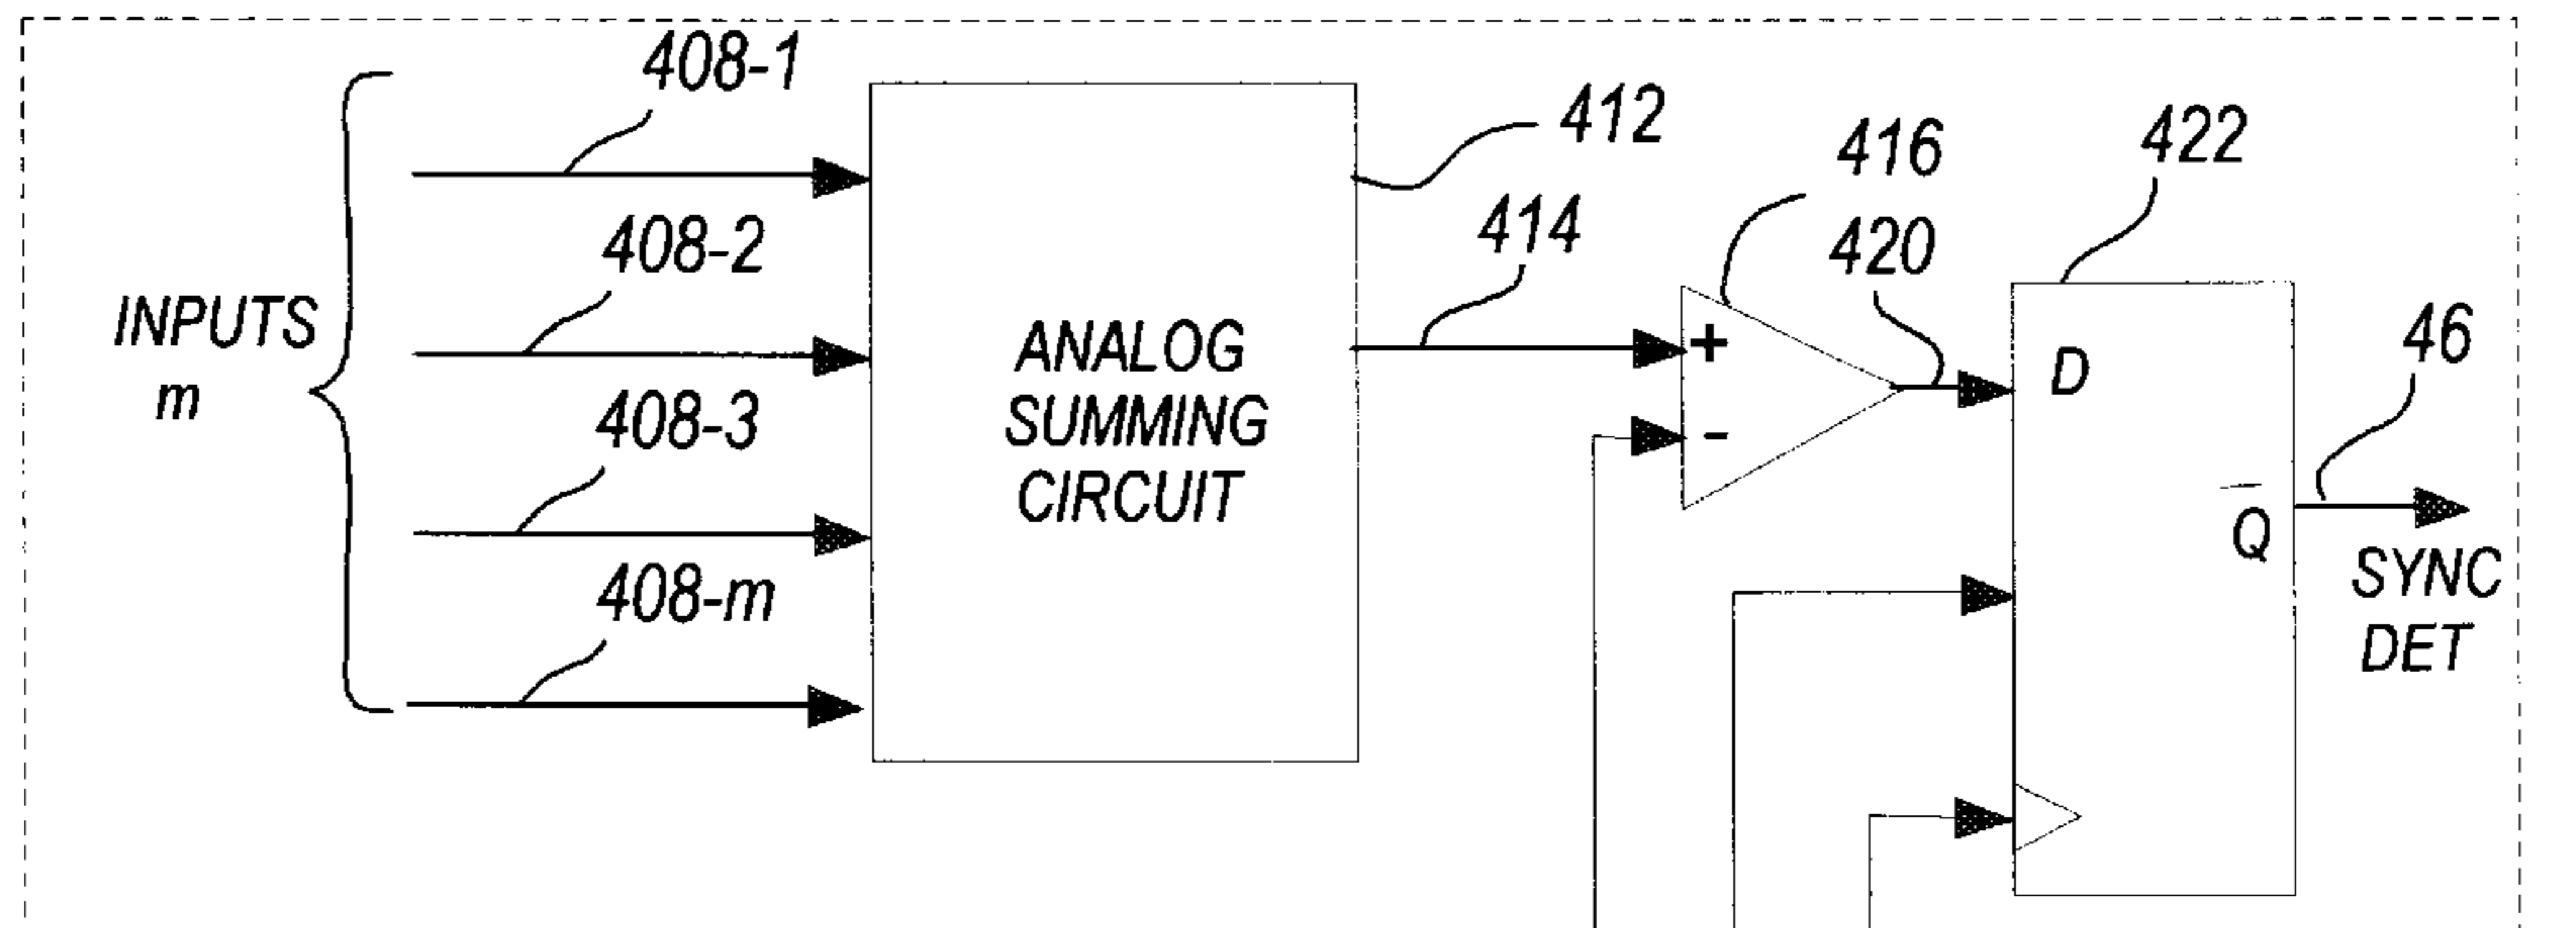 408-1
408-2
408-3
408-m
INPUTS
m
ANALOG
SUMMING
CIRCUIT
412
414
416
420
422
+
-
D
Q̅
46
SYNC
DET